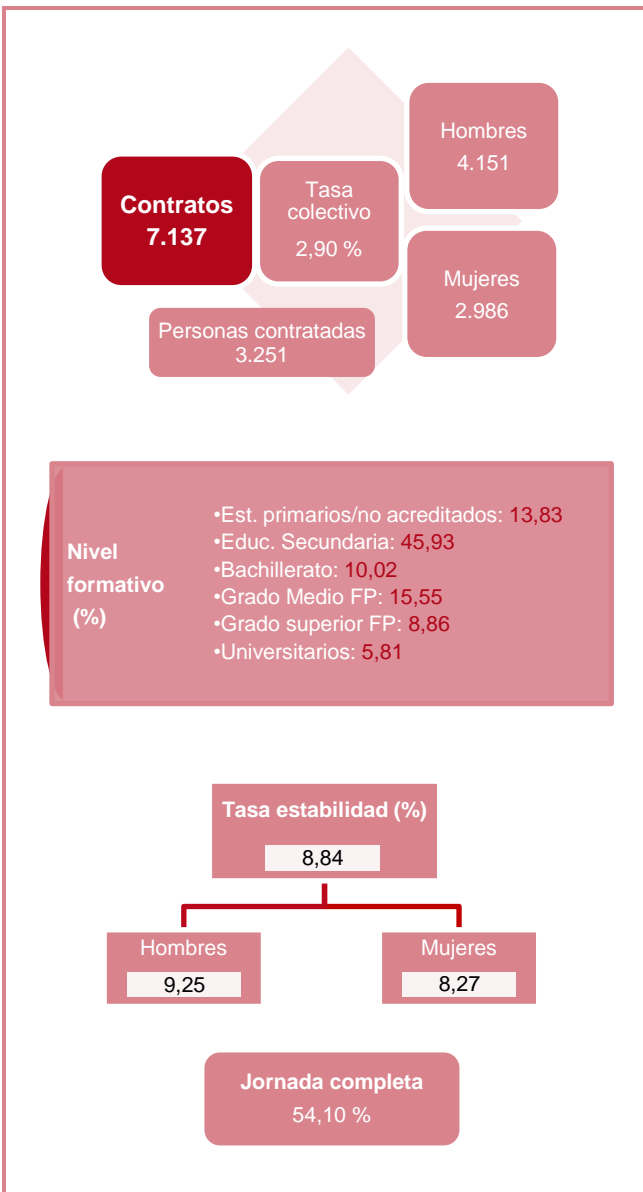 Contratos
7.137
Tasa
colectivo
2,90 %
Hombres
4.151
Mujeres
2.986
Personas contratadas
3.251
Nivel
formativo
(%)
•Est. primarios/no acreditados: 13,83
•Educ. Secundaria: 45,93
•Bachillerato: 10,02
•Grado Medio FP: 15,55
•Grado superior FP: 8,86
•Universitarios: 5,81
Tasa estabilidad (%)
8,84
Hombres
9,25
Mujeres
8,27
Jornada completa
54,10 %